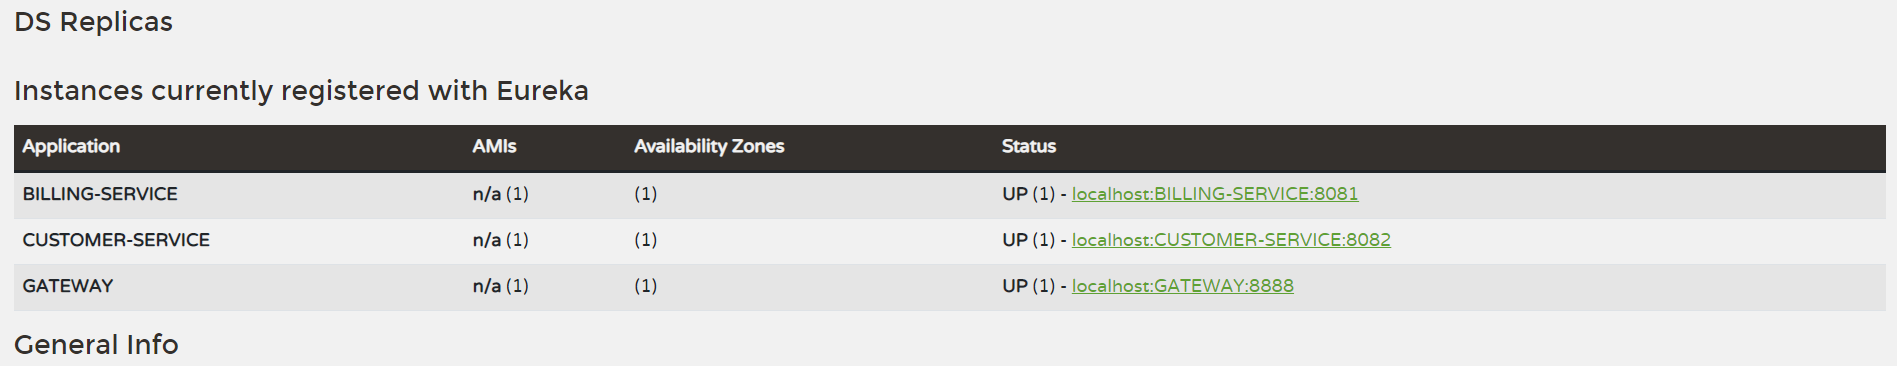 DS Replicas
Instances currently registered with Eureka
Application AMIs Availability Zones Status
BILLING-SERVICE n/a (1) (1) UP (1) - localhost:BILLING-SERVICE:8081
CUSTOMER-SERVICE n/a (1) (1) UP (1) - localhost:CUSTOMER-SERVICE:8082
GATEWAY n/a (1) (1) UP (1) - localhost:GATEWAY:8888
General Info